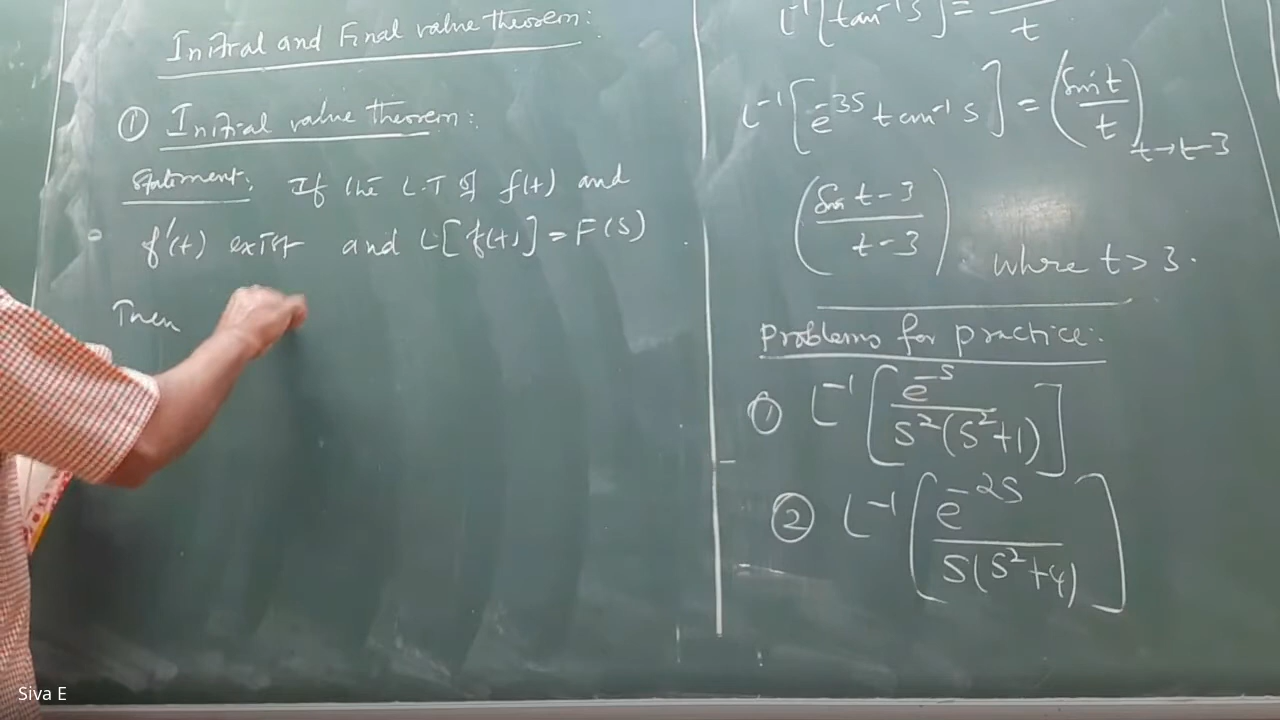 Initial and Final value theorem:
① Initial value theorem:
Statement: If the L.T of f(t) and
f'(t) exist and L[f(t)] = F(s)
Then
L⁻¹[tan⁻¹s] = ― t
L⁻¹[e⁻³ˢ tan⁻¹ s] = (Sin t / t) t→t-3
(Sin t-3 / t-3) where t > 3.
Problems for practice:
① L⁻¹[e⁻ˢ / s²(s²+1)]
② L⁻¹[e⁻²ˢ / s(s²+4)]
Siva E